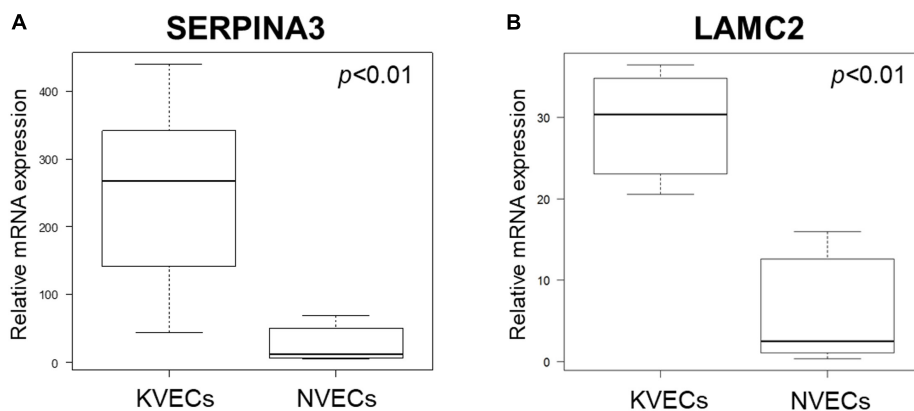 A
SERPINA3
p<0.01
Relative mRNA expression
400
300
200
100
0
KVECs
NVECs
B
LAMC2
p<0.01
Relative mRNA expression
30
20
10
0
KVECs
NVECs